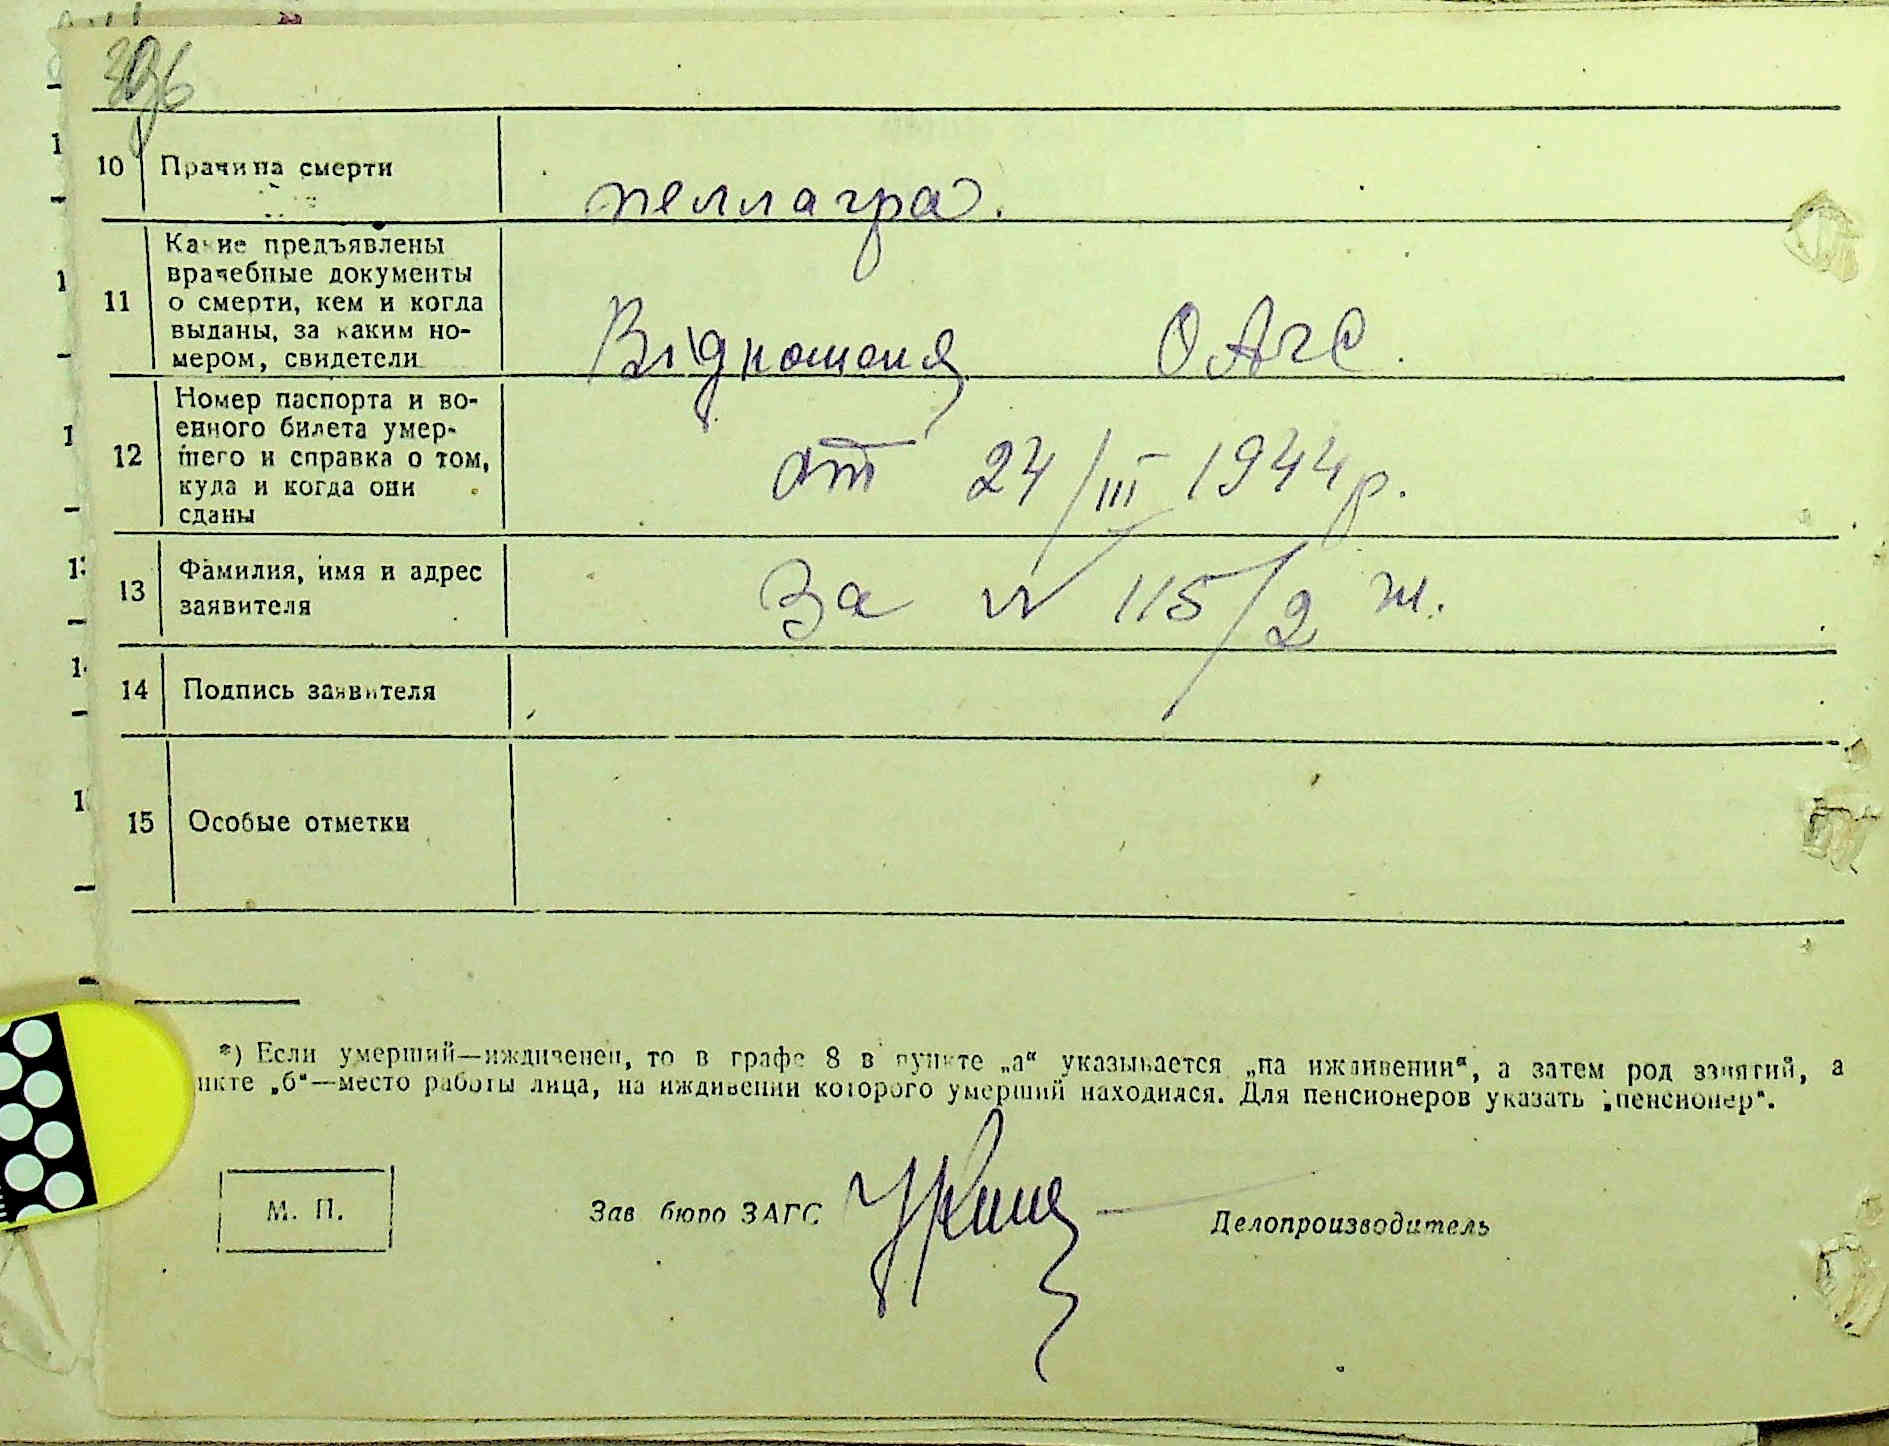 10 Причина смерти
пеллагра.
11 Какие предъявлены
врачебные документы
о смерти, кем и когда
выданы, за каким но-
мером, свидетели
Відношеня ОАГС.
12 Номер паспорта и во-
енного билета умер-
шего и справка о том,
куда и когда они
сданы
от 24/III 1944 р.
13 Фамилия, имя и адрес
заявителя
За № 115/2 ж.
14 Подпись заявителя
15 Особые отметки
*) Если умерший—иждивенец, то в графе 8 в пункте „а“ указывается „на иждивении“, а затем род занятий, а
нкте „б“—место работы лица, на иждивении которого умерший находился. Для пенсионеров указать „пенсионер“.
М. П.
Зав бюро ЗАГС
Делопроизводитель